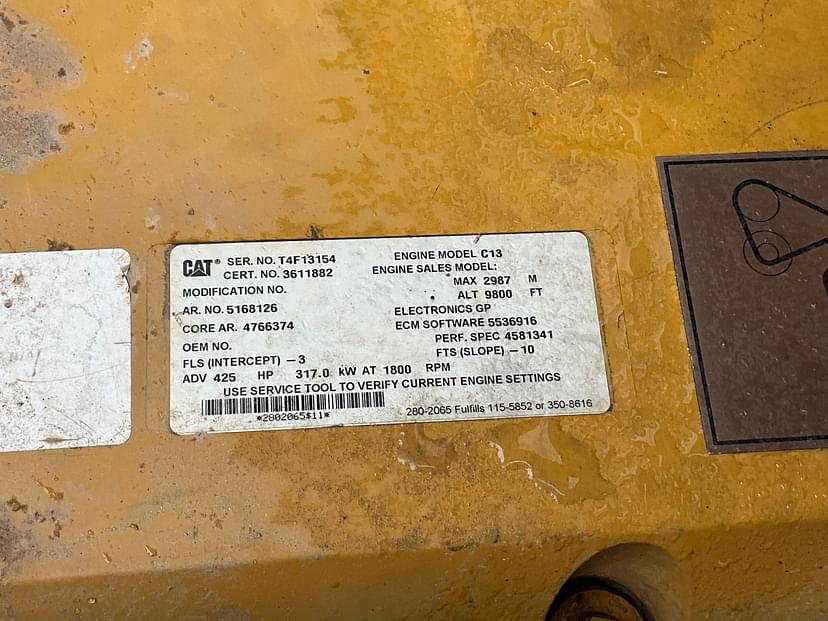 CAT® SER. NO. T4F13154 ENGINE MODEL C13
CERT. NO. 3611882 ENGINE SALES MODEL:
MODIFICATION NO. MAX 2987 M
ALT 9800 FT
AR. NO. 5168126 ELECTRONICS GP
CORE AR. 4766374 ECM SOFTWARE 5536916
OEM NO. PERF. SPEC 4581341
FLS (INTERCEPT) –3 FTS (SLOPE) –10
ADV 425 HP 317.0 kW AT 1800 RPM
USE SERVICE TOOL TO VERIFY CURRENT ENGINE SETTINGS
*2802065$11* 280-2065 Fulfills 115-5852 or 350-8616